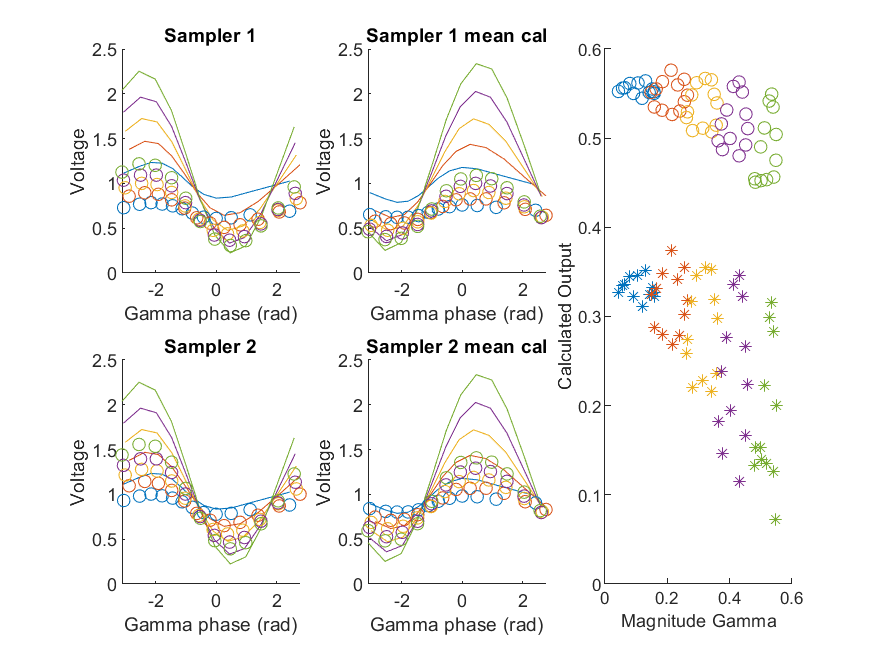 Sampler 1
2.5
2
1.5
1
0.5
0
Voltage
-2 0 2
Gamma phase (rad)
Sampler 1 mean cal
2.5
2
1.5
1
0.5
0
Voltage
-2 0 2
Gamma phase (rad)
Sampler 2
2.5
2
1.5
1
0.5
0
Voltage
-2 0 2
Gamma phase (rad)
Sampler 2 mean cal
2.5
2
1.5
1
0.5
0
Voltage
-2 0 2
Gamma phase (rad)
0.6
0.5
0.4
0.3
0.2
0.1
0
Calculated Output
0 0.2 0.4 0.6
Magnitude Gamma